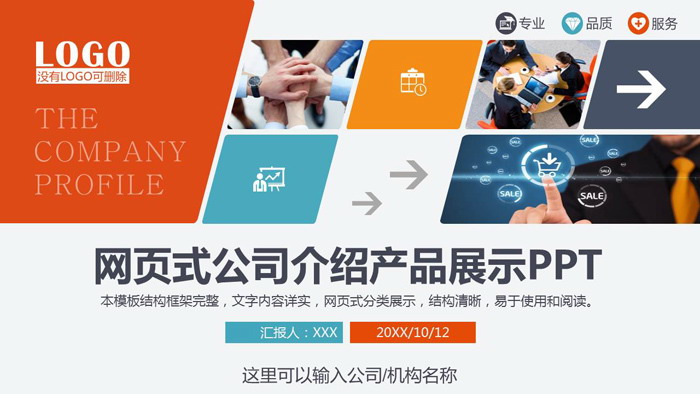 专业
品质
服务
LOGO
没有LOGO可删除
THE
COMPANY
PROFILE
SALE
SALE
SALE
网页式公司介绍产品展示PPT
本模板结构框架完整，文字内容详实，网页式分类展示，结构清晰，易于使用和阅读。
汇报人：XXX
20XX/10/12
这里可以输入公司/机构名称